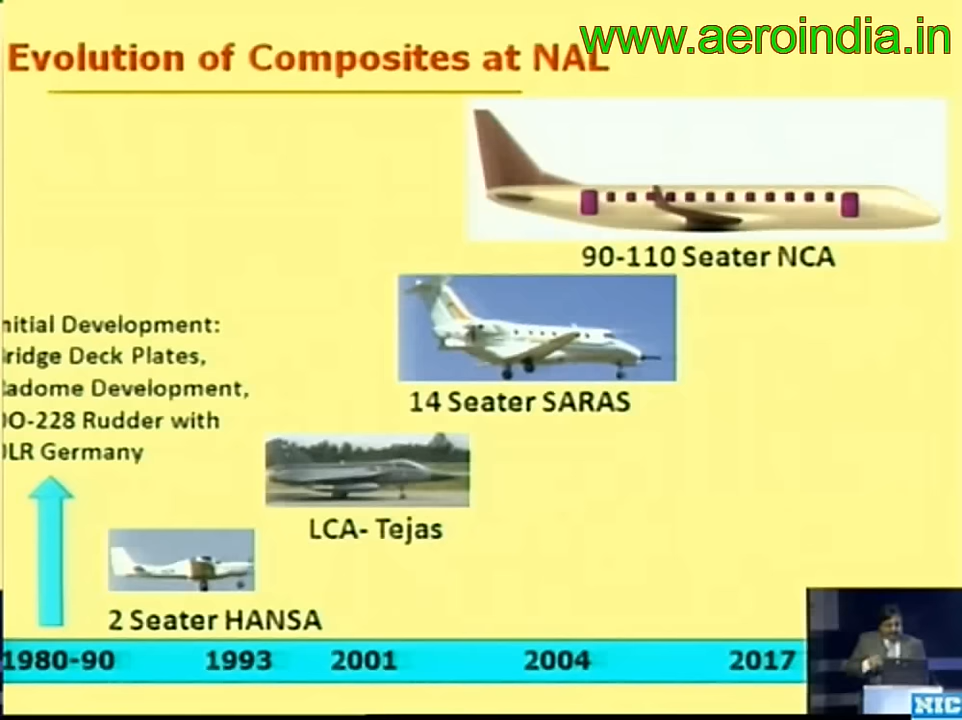 www.aeroindia.in
Evolution of Composites at NAL
90-110 Seater NCA
nitial Development:
ridge Deck Plates,
adome Development,
O-228 Rudder with
LR Germany
14 Seater SARAS
LCA- Tejas
2 Seater HANSA
1980-90 1993 2001 2004 2017
NIC